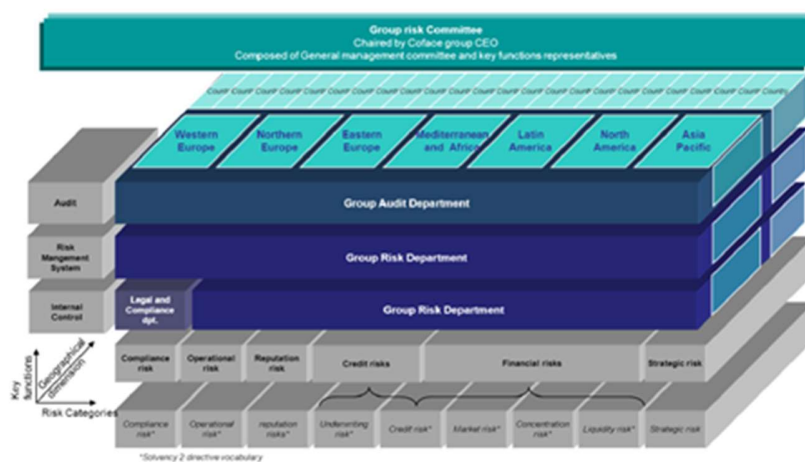 Group risk Committee
Chaired by Coface group CEO
Composed of General management committee and key functions representatives
Western Europe
Northern Europe
Eastern Europe
Mediterranean and Africa
Latin America
North America
Asia Pacific
Audit
Group Audit Department
Risk
Mangement
System
Group Risk Department
Internal
Control
Legal and
Compliance
dpt.
Group Risk Department
Compliance
risk
Operational
risk
Reputation
risk
Credit risks
Financial risks
Strategic risk
Key
functions
Geographical
dimension
Risk Categories
Compliance
risk*
Operational
risk*
reputation
risks*
Underwriting
risk*
Credit risk*
Market risk*
Concentration
risk*
Liquidity risk*
Strategic risk
*Solvency 2 directive vocabulary